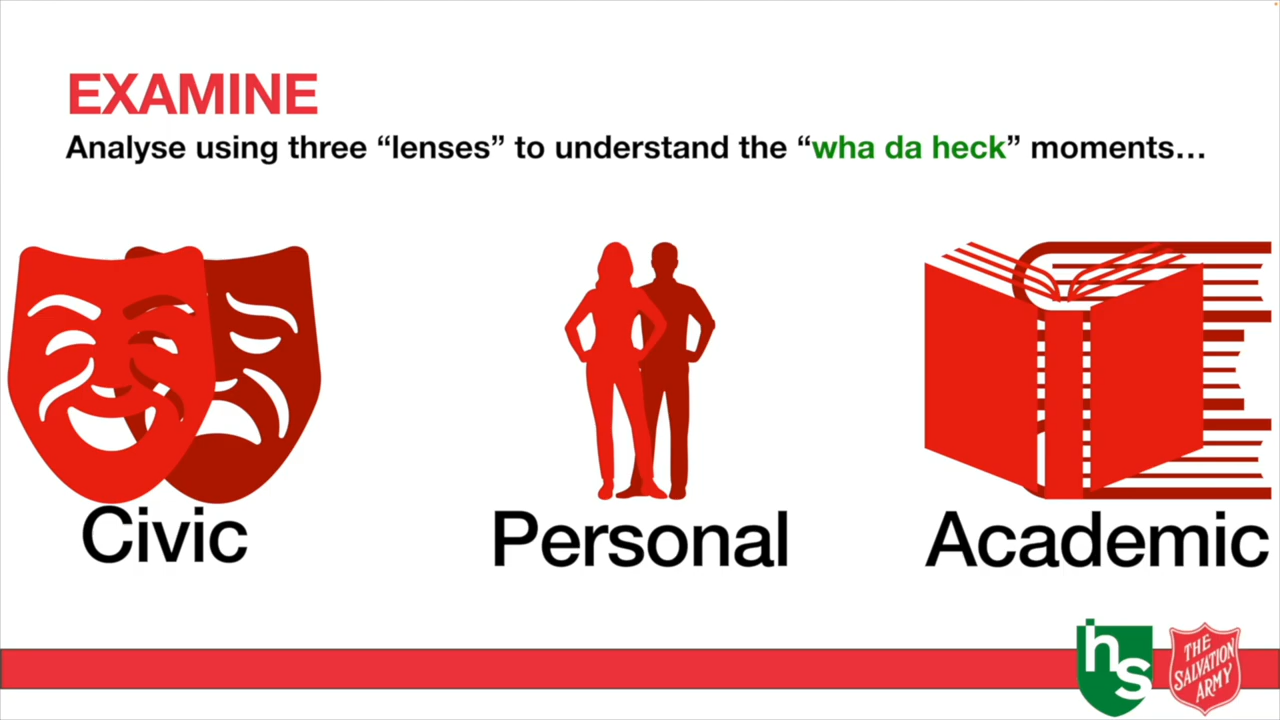 EXAMINE
Analyse using three “lenses” to understand the “wha da heck” moments…
Civic
Personal
Academic
hs
THE
SALVATION
ARMY